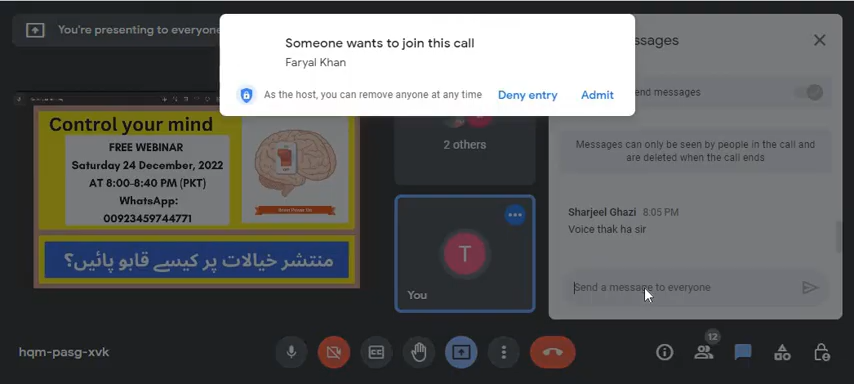 You're presenting to everyone
Someone wants to join this call
Faryal Khan
As the host, you can remove anyone at any time
Deny entry
Admit
Control your mind
FREE WEBINAR
Saturday 24 December, 2022
AT 8:00-8:40 PM (PKT)
WhatsApp:
00923459744771
منتشر خیالات پر کیسے قابو پائیں؟
2 others
T
You
Messages can only be seen by people in the call and
are deleted when the call ends
Sharjeel Ghazi 8:05 PM
Voice thak ha sir
Send a message to everyone
hqm-pasg-xvk
12